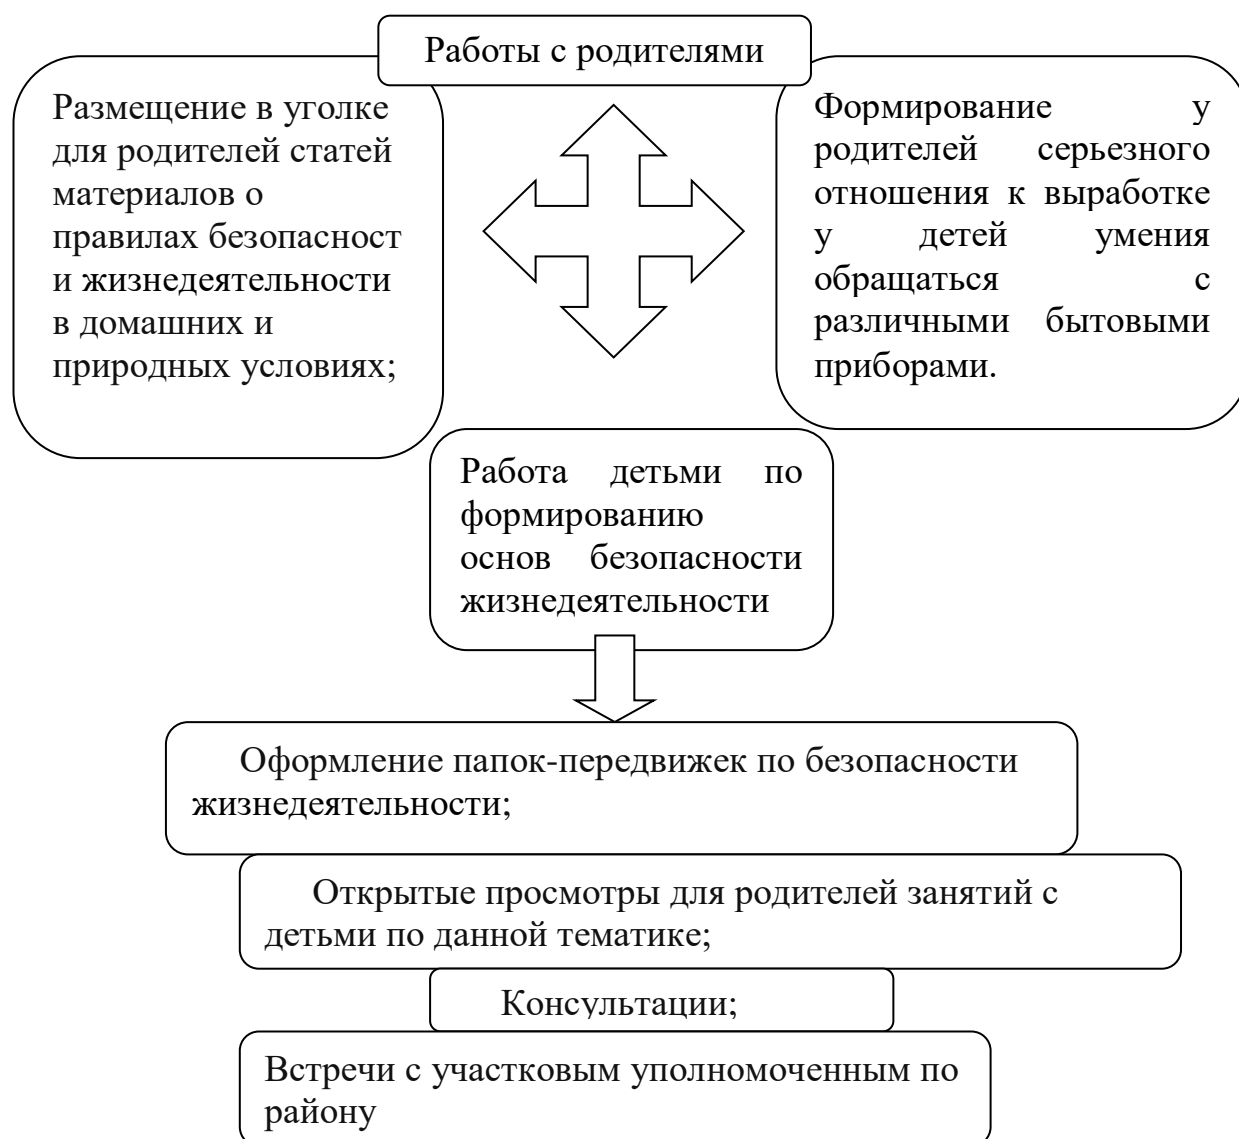 Работы с родителями
Размещение в уголке
для родителей статей
материалов о
правилах безопасност
и жизнедеятельности
в домашних и
природных условиях;
Формирование у
родителей серьезного
отношения к выработке
у детей умения
обращаться с
различными бытовыми
приборами.
Работа детьми по
формированию
основ безопасности
жизнедеятельности
Оформление папок-передвижек по безопасности
жизнедеятельности;
Открытые просмотры для родителей занятий с
детьми по данной тематике;
Консультации;
Встречи с участковым уполномоченным по
району